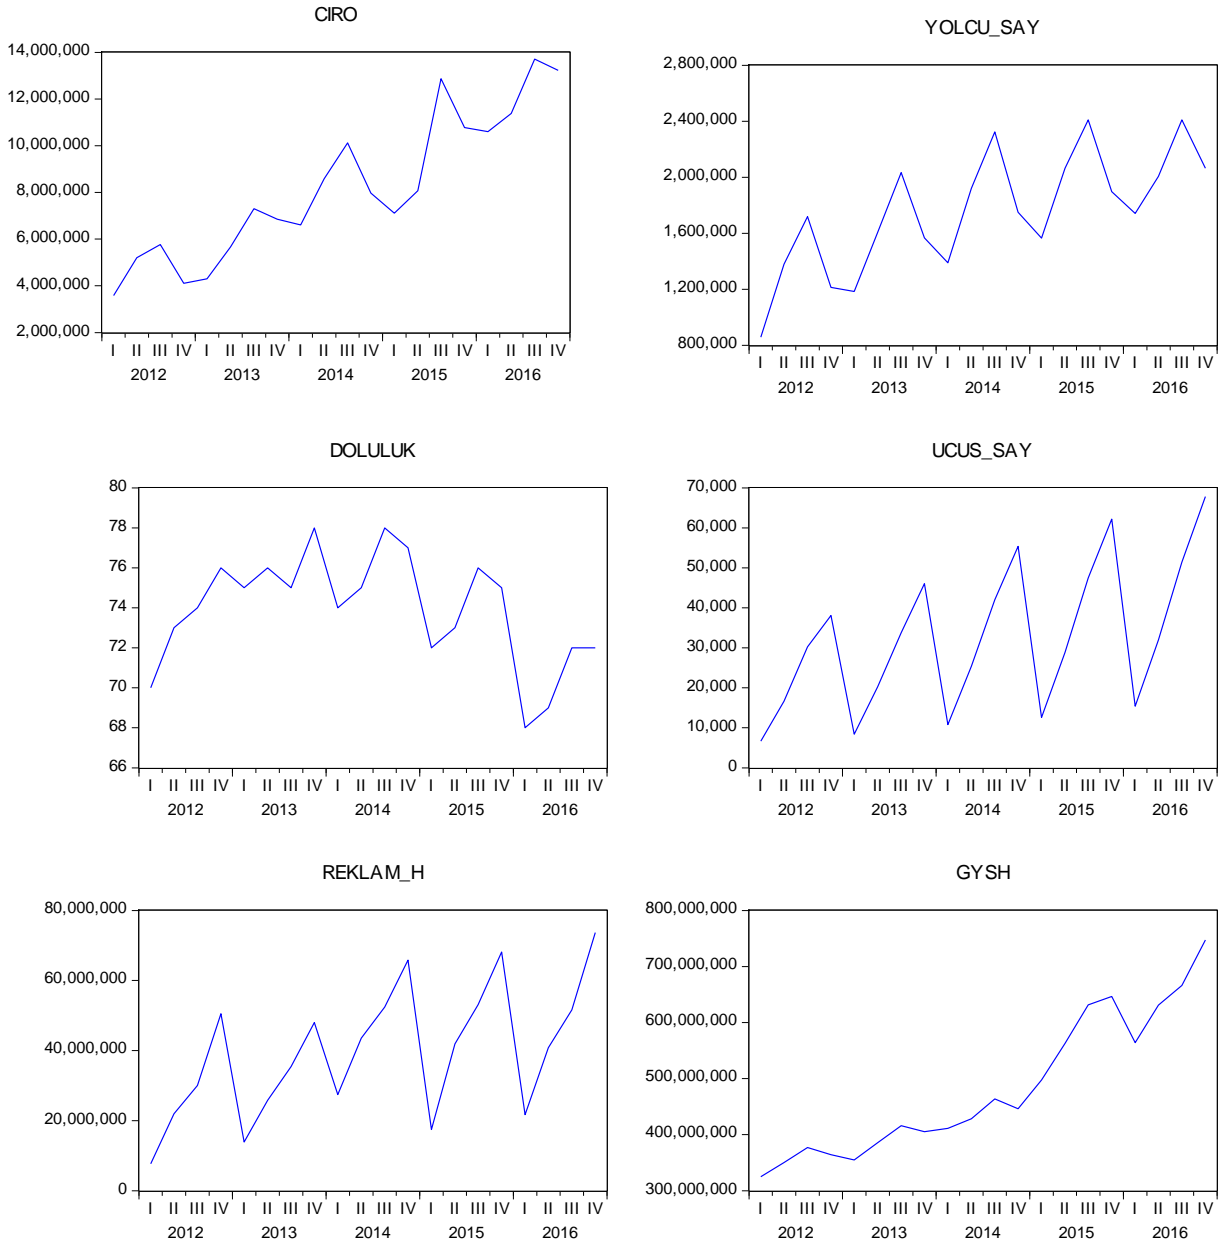 CIRO
14,000,000
12,000,000
10,000,000
8,000,000
6,000,000
4,000,000
2,000,000
I II III IV I II III IV I II III IV I II III IV I II III IV
2012 2013 2014 2015 2016
YOLCU_SAY
2,800,000
2,400,000
2,000,000
1,600,000
1,200,000
800,000
I II III IV I II III IV I II III IV I II III IV I II III IV
2012 2013 2014 2015 2016
DOLULUK
80
78
76
74
72
70
68
66
I II III IV I II III IV I II III IV I II III IV I II III IV
2012 2013 2014 2015 2016
UCUS_SAY
70,000
60,000
50,000
40,000
30,000
20,000
10,000
0
I II III IV I II III IV I II III IV I II III IV I II III IV
2012 2013 2014 2015 2016
REKLAM_H
80,000,000
60,000,000
40,000,000
20,000,000
0
I II III IV I II III IV I II III IV I II III IV I II III IV
2012 2013 2014 2015 2016
GYSH
800,000,000
700,000,000
600,000,000
500,000,000
400,000,000
300,000,000
I II III IV I II III IV I II III IV I II III IV I II III IV
2012 2013 2014 2015 2016